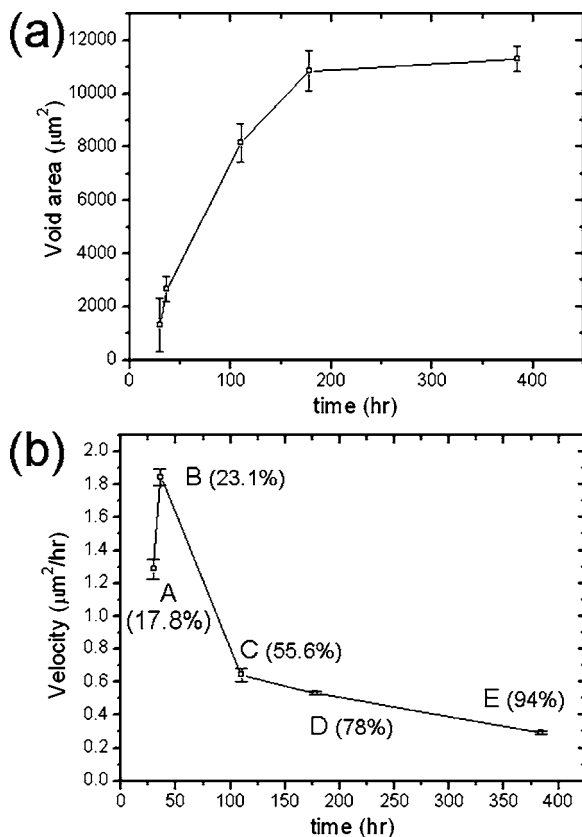 (a)
12000
10000
8000
6000
4000
2000
0
Void area (μm²)
0 100 200 300 400
time (hr)
(b)
2.0
1.8
1.6
1.4
1.2
1.0
0.8
0.6
0.4
0.2
0.0
Velocity (μm²/hr)
B (23.1%)
A
(17.8%)
C (55.6%)
E (94%)
D (78%)
0 50 100 150 200 250 300 350 400
time (hr)